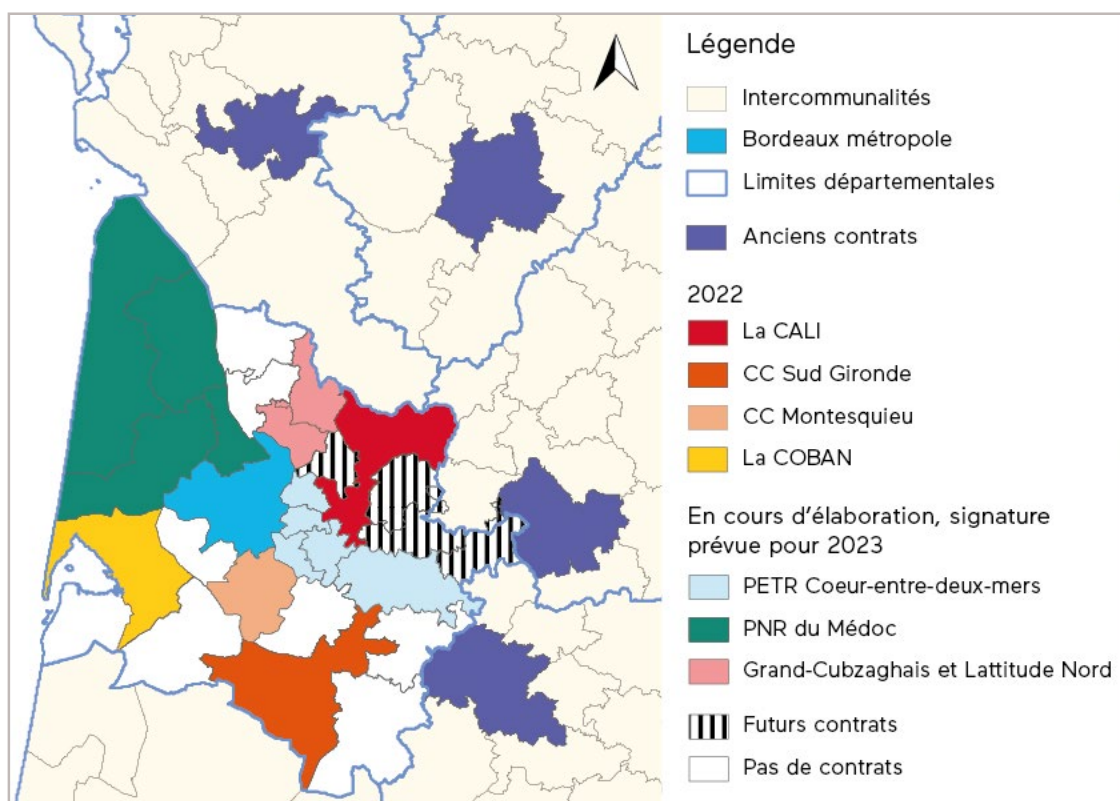 Légende
Intercommunalités
Bordeaux métropole
Limites départementales
Anciens contrats
2022
La CALI
CC Sud Gironde
CC Montesquieu
La COBAN
En cours d'élaboration, signature
prévue pour 2023
PETR Coeur-entre-deux-mers
PNR du Médoc
Grand-Cubzaghais et Lattitude Nord
Futurs contrats
Pas de contrats